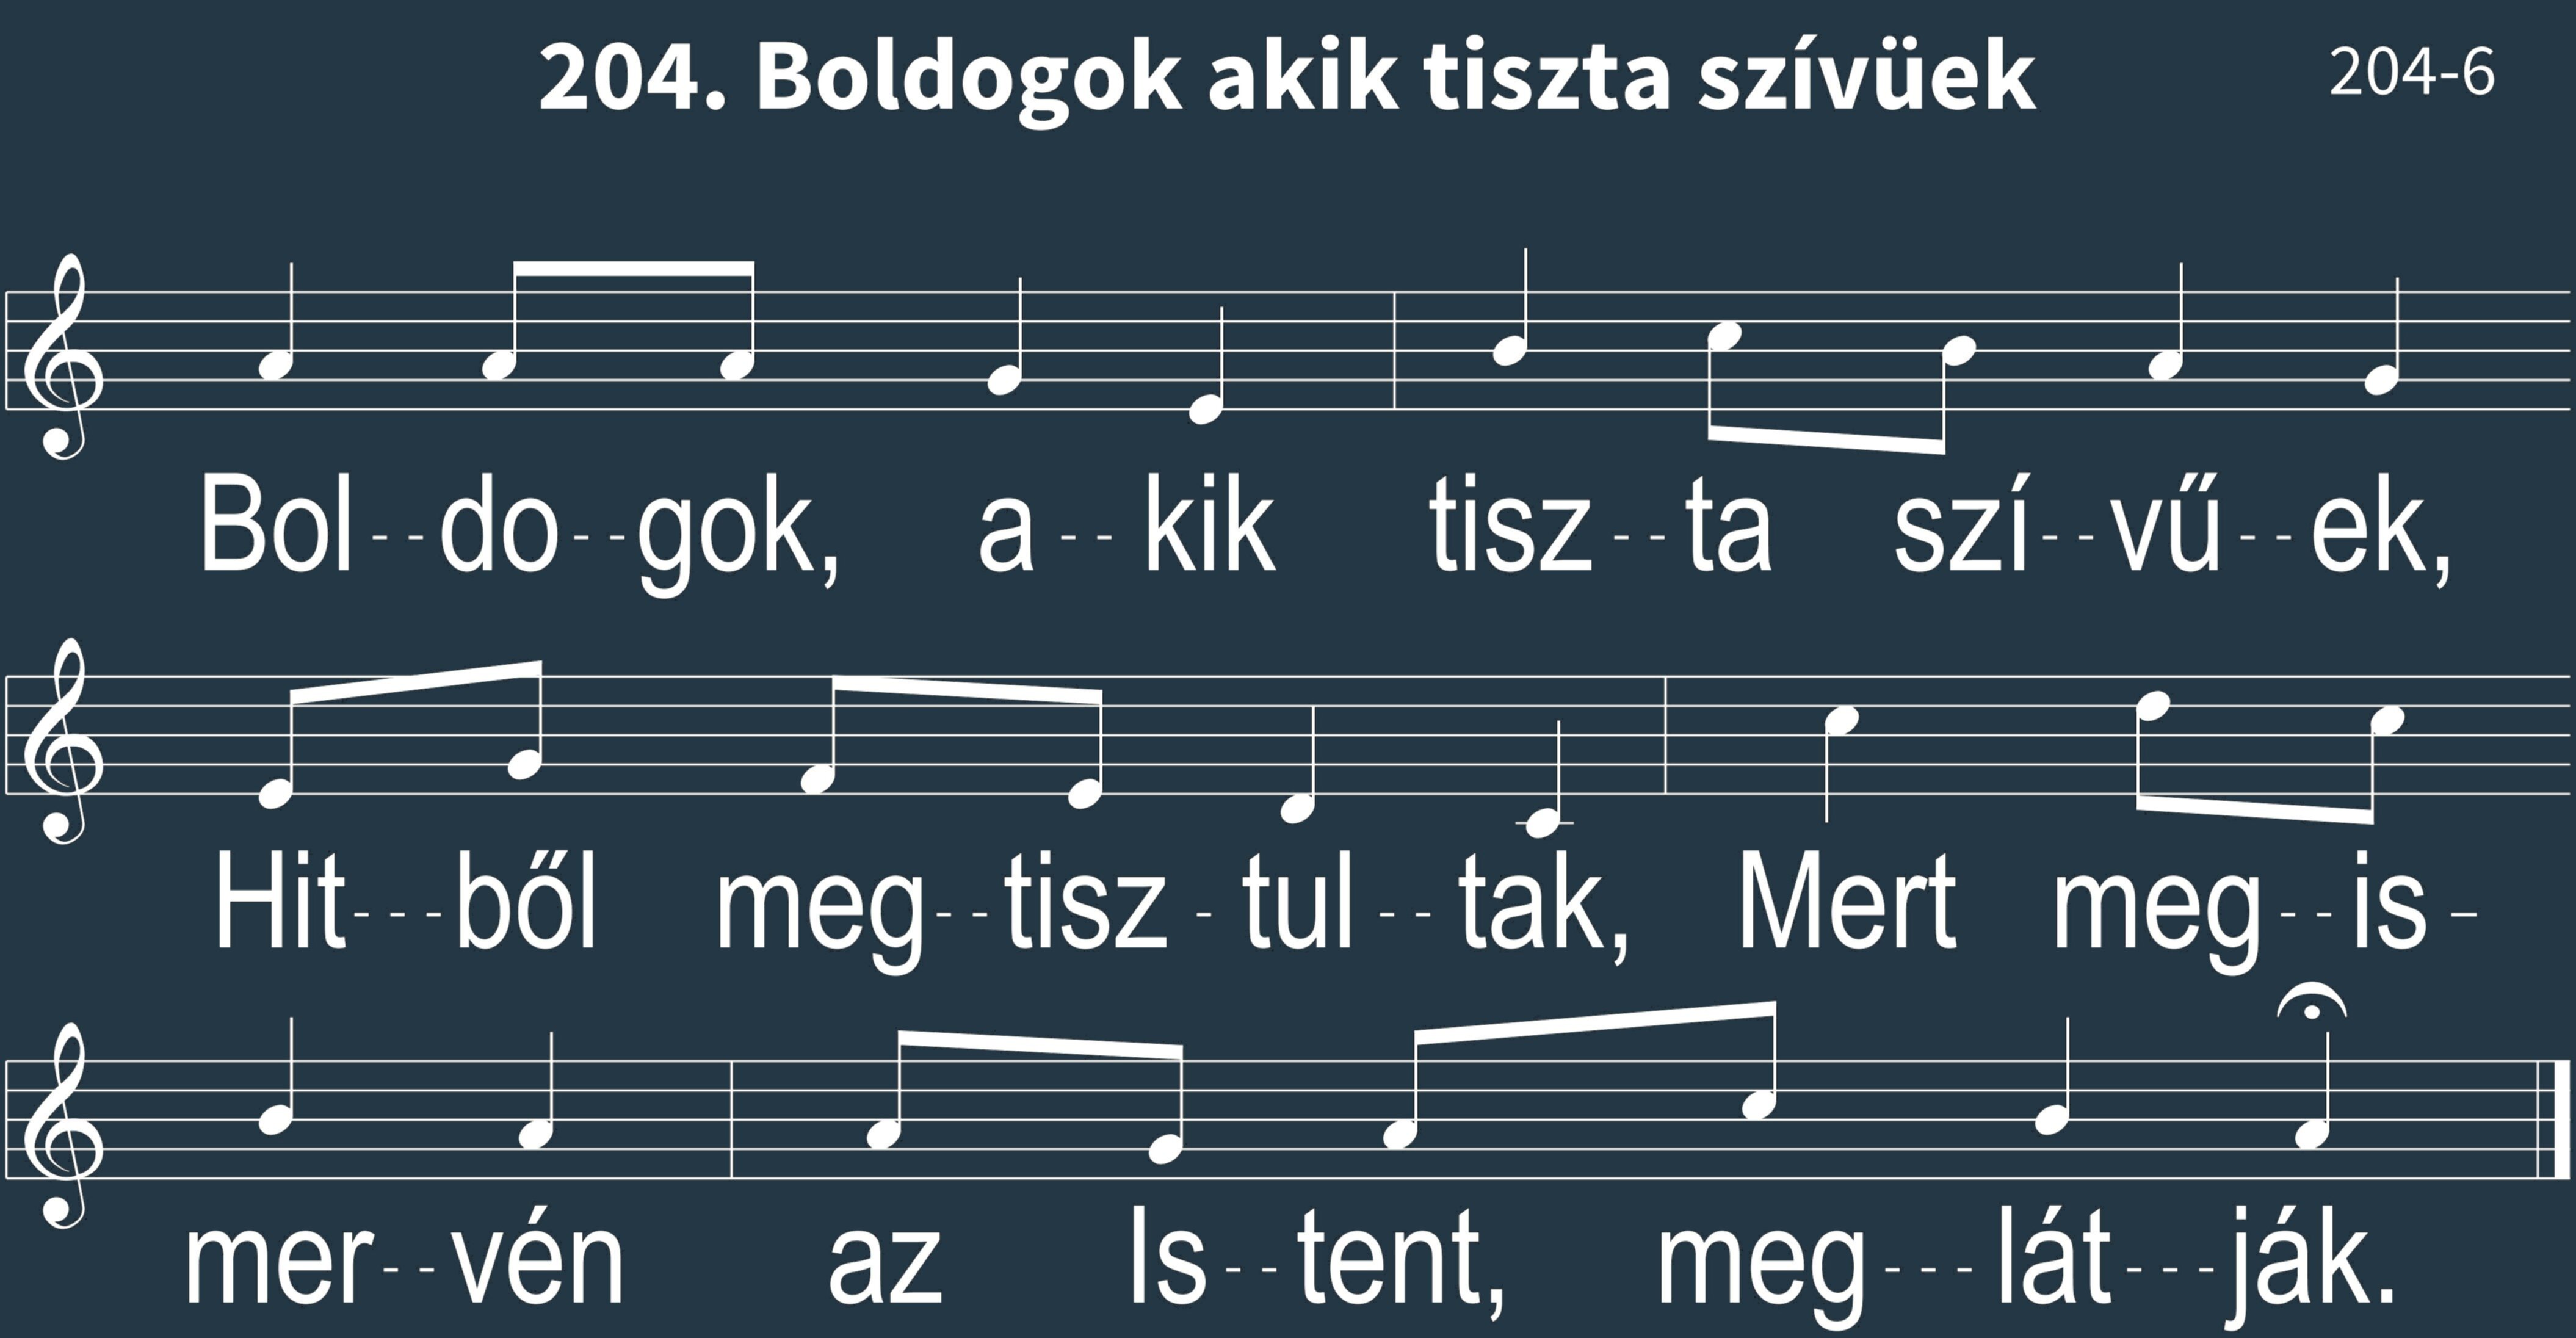 204. Boldogok akik tiszta szívüek 204-6
Bol--do--gok, a--kik tisz--ta szí--vű--ek,
Hit---ből meg--tisz-tul--tak, Mert meg--is-
mer--vén az Is--tent, meg---lát---ják.